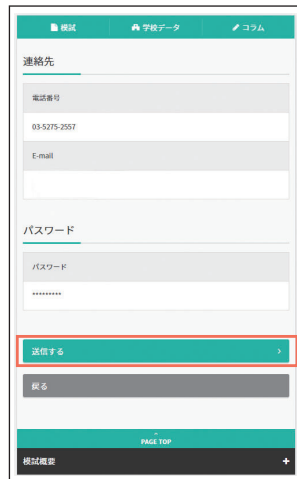 模試 学校データ コラム
連絡先
電話番号
03-5275-2557
E-mail
パスワード
パスワード
*********
送信する
戻る
PAGE TOP
模試概要 +